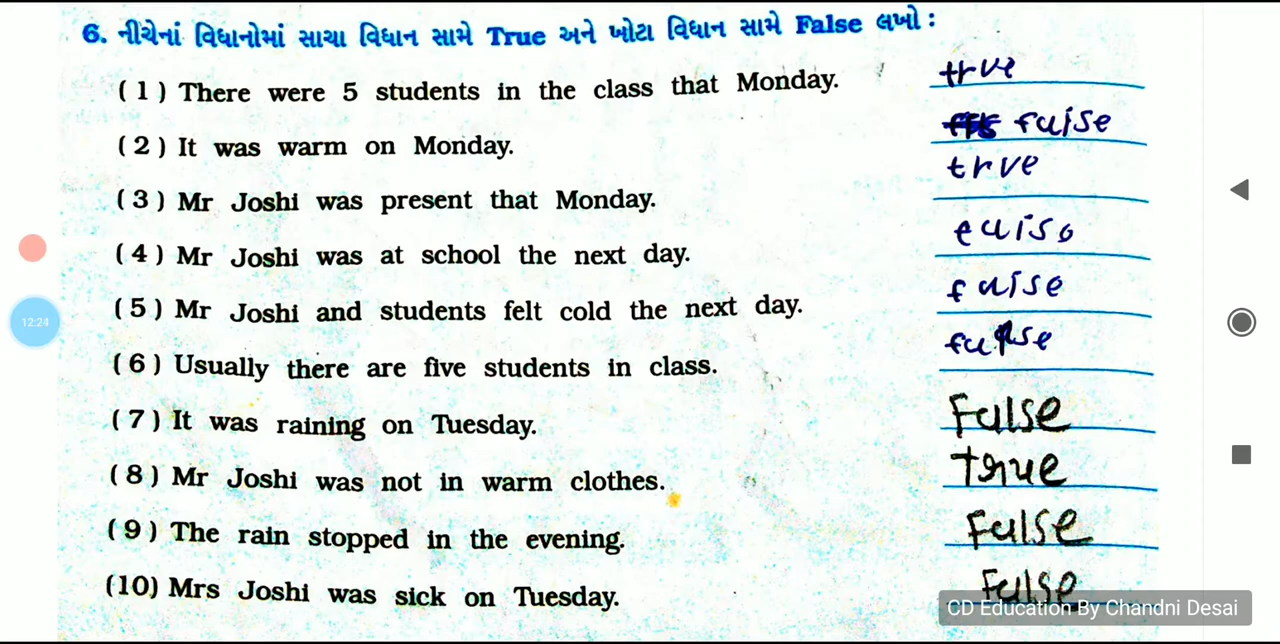 6. નીચેનાં વિધાનોમાં સાચા વિધાન સામે True અને ખોટા વિધાન સામે False લખો :
(1) There were 5 students in the class that Monday. true
(2) It was warm on Monday. false
(3) Mr Joshi was present that Monday. true
(4) Mr Joshi was at school the next day.
(5) Mr Joshi and students felt cold the next day. false
(6) Usually there are five students in class. false
(7) It was raining on Tuesday. False
(8) Mr Joshi was not in warm clothes. True
(9) The rain stopped in the evening. False
(10) Mrs Joshi was sick on Tuesday. False
12:24
CD Education By Chandni Desai